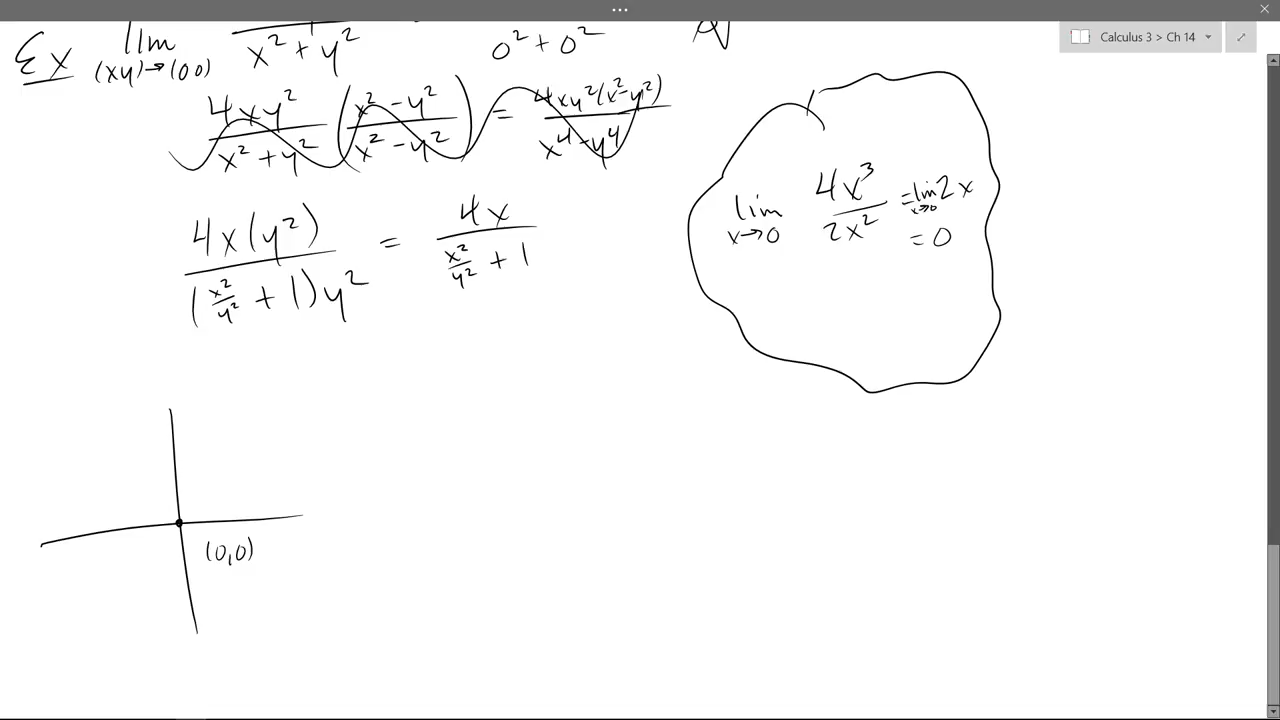 Calculus 3 > Ch 14
Ex lim (xy)→(00) x² + y² 0² + 0²
4xy² / x² + y² (x² - y² / x² - y²) = 4xy²(x² - y²) / x⁴ - y⁴
4x(y²) / (x²/y² + 1)y² = 4x / x²/y² + 1
lim x→0 4x³ / 2x² = lim x→0 2x
= 0
(0,0)